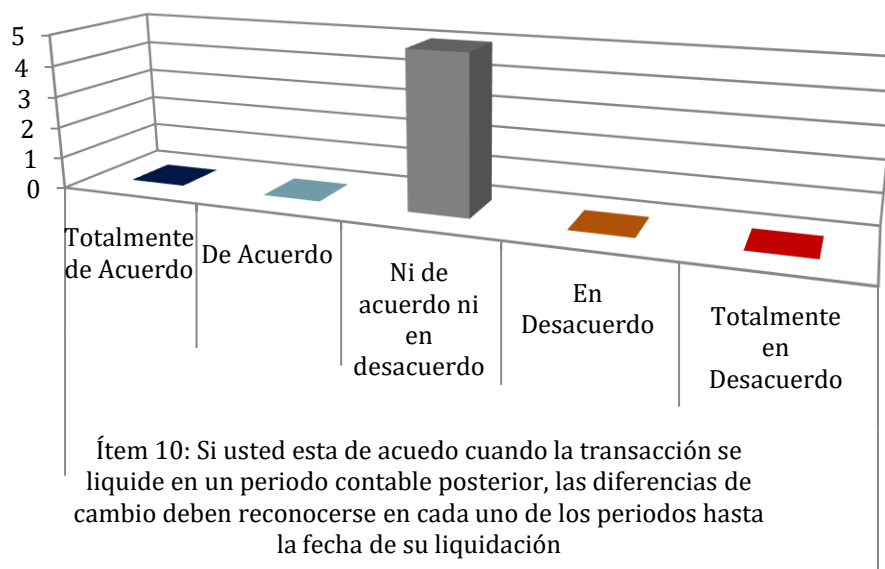 5
4
3
2
1
0
Totalmente
de Acuerdo
De Acuerdo
Ni de
acuerdo ni
en
desacuerdo
En
Desacuerdo
Totalmente
en
Desacuerdo
Ítem 10: Si usted esta de acuedo cuando la transacción se
liquide en un periodo contable posterior, las diferencias de
cambio deben reconocerse en cada uno de los periodos hasta
la fecha de su liquidación